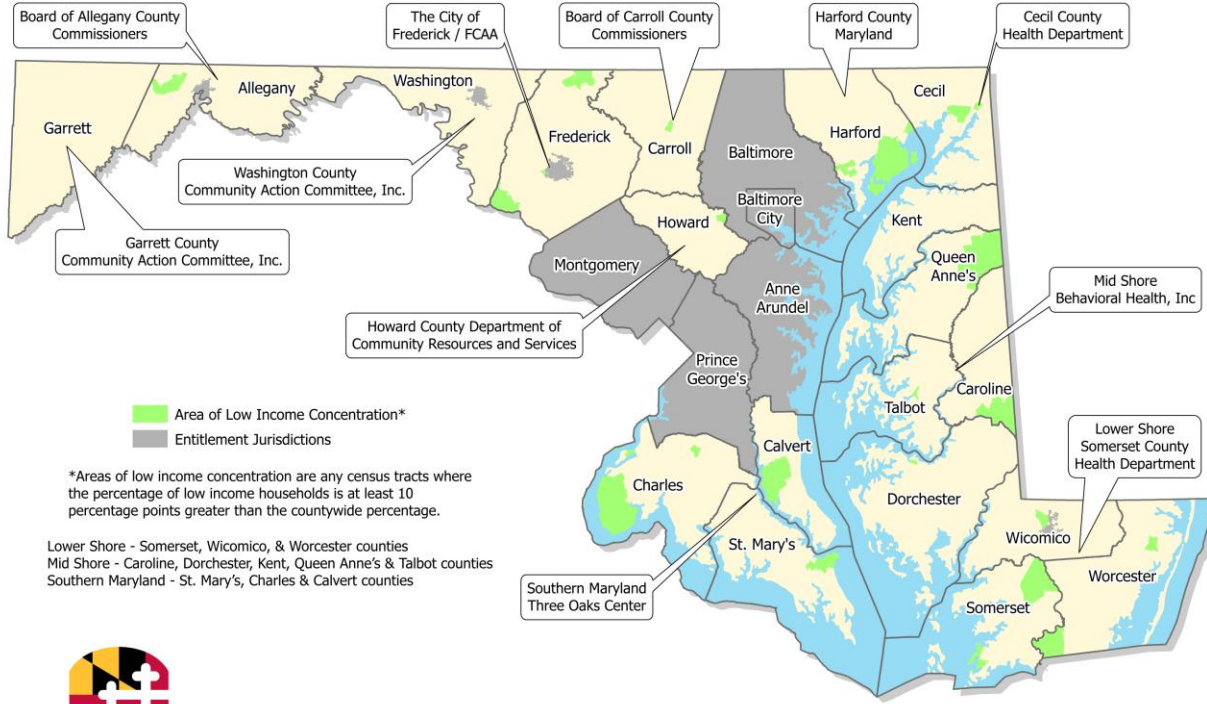 Board of Allegany County
Commissioners
The City of
Frederick / FCAA
Board of Carroll County
Commissioners
Harford County
Maryland
Cecil County
Health Department
Garrett
Allegany
Washington
Frederick
Carroll
Baltimore
Baltimore
City
Harford
Cecil
Washington County
Community Action Committee, Inc.
Garrett County
Community Action Committee, Inc.
Howard
Montgomery
Howard County Department of
Community Resources and Services
Anne
Arundel
Prince
George's
Kent
Queen
Anne's
Mid Shore
Behavioral Health, Inc
Talbot
Caroline
Lower Shore
Somerset County
Health Department
Calvert
Charles
St. Mary's
Dorchester
Wicomico
Worcester
Somerset
Southern Maryland
Three Oaks Center
Area of Low Income Concentration*
Entitlement Jurisdictions
*Areas of low income concentration are any census tracts where
the percentage of low income households is at least 10
percentage points greater than the countywide percentage.
Lower Shore - Somerset, Wicomico, & Worcester counties
Mid Shore - Caroline, Dorchester, Kent, Queen Anne's & Talbot counties
Southern Maryland - St. Mary's, Charles & Calvert counties